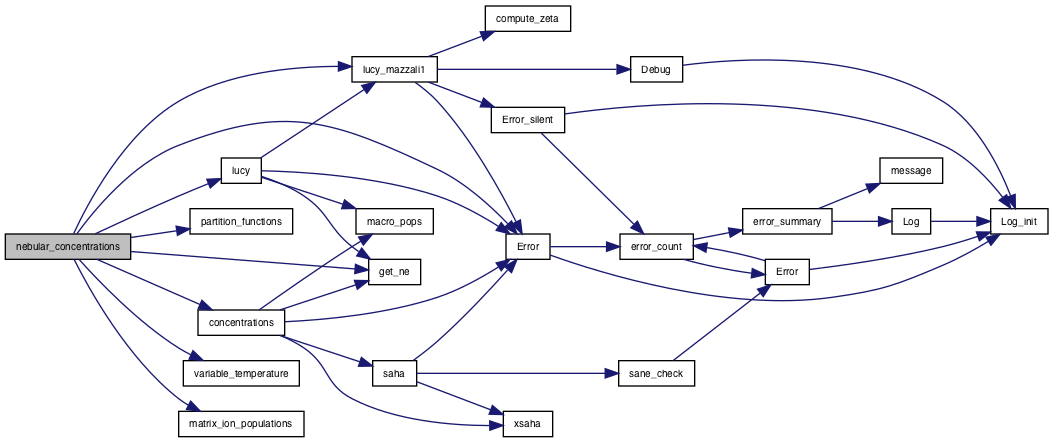 compute_zeta
lucy_mazzali1
Debug
Error_silent
lucy
message
partition_functions
macro_pops
error_summary
Log
Log_init
nebular_concentrations
Error
error_count
get_ne
Error
concentrations
variable_temperature
saha
sane_check
matrix_ion_populations
xsaha